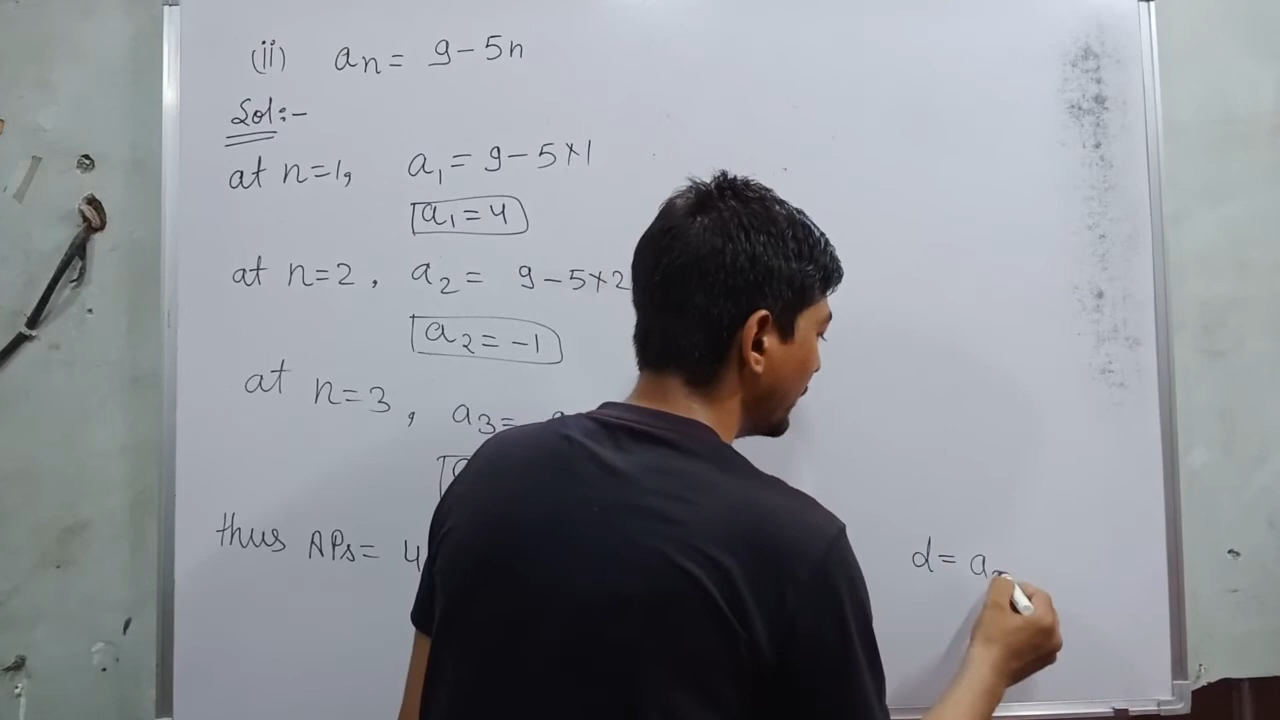 (ii) an = 9-5n
Sol:-
at n=1, a1 = 9-5×1
a1=4
at n=2, a2 = 9-5×2
a2=-1
at n=3, a3=
thus APs= 4
d= a